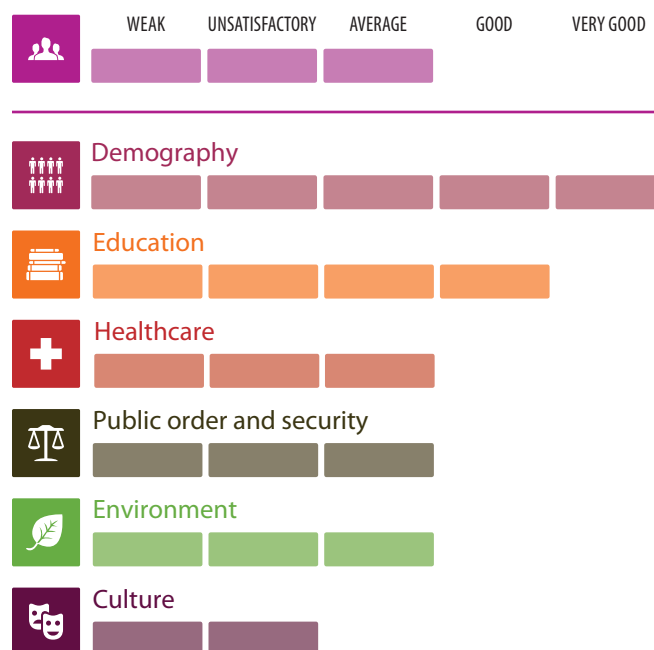 WEAK UNSATISFACTORY AVERAGE GOOD VERY GOOD
Demography
Education
Healthcare
Public order and security
Environment
Culture